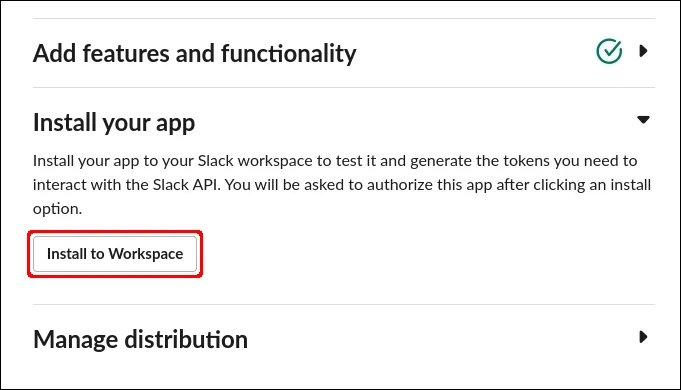 Add features and functionality
Install your app
Install your app to your Slack workspace to test it and generate the tokens you need to
interact with the Slack API. You will be asked to authorize this app after clicking an install
option.
Install to Workspace
Manage distribution